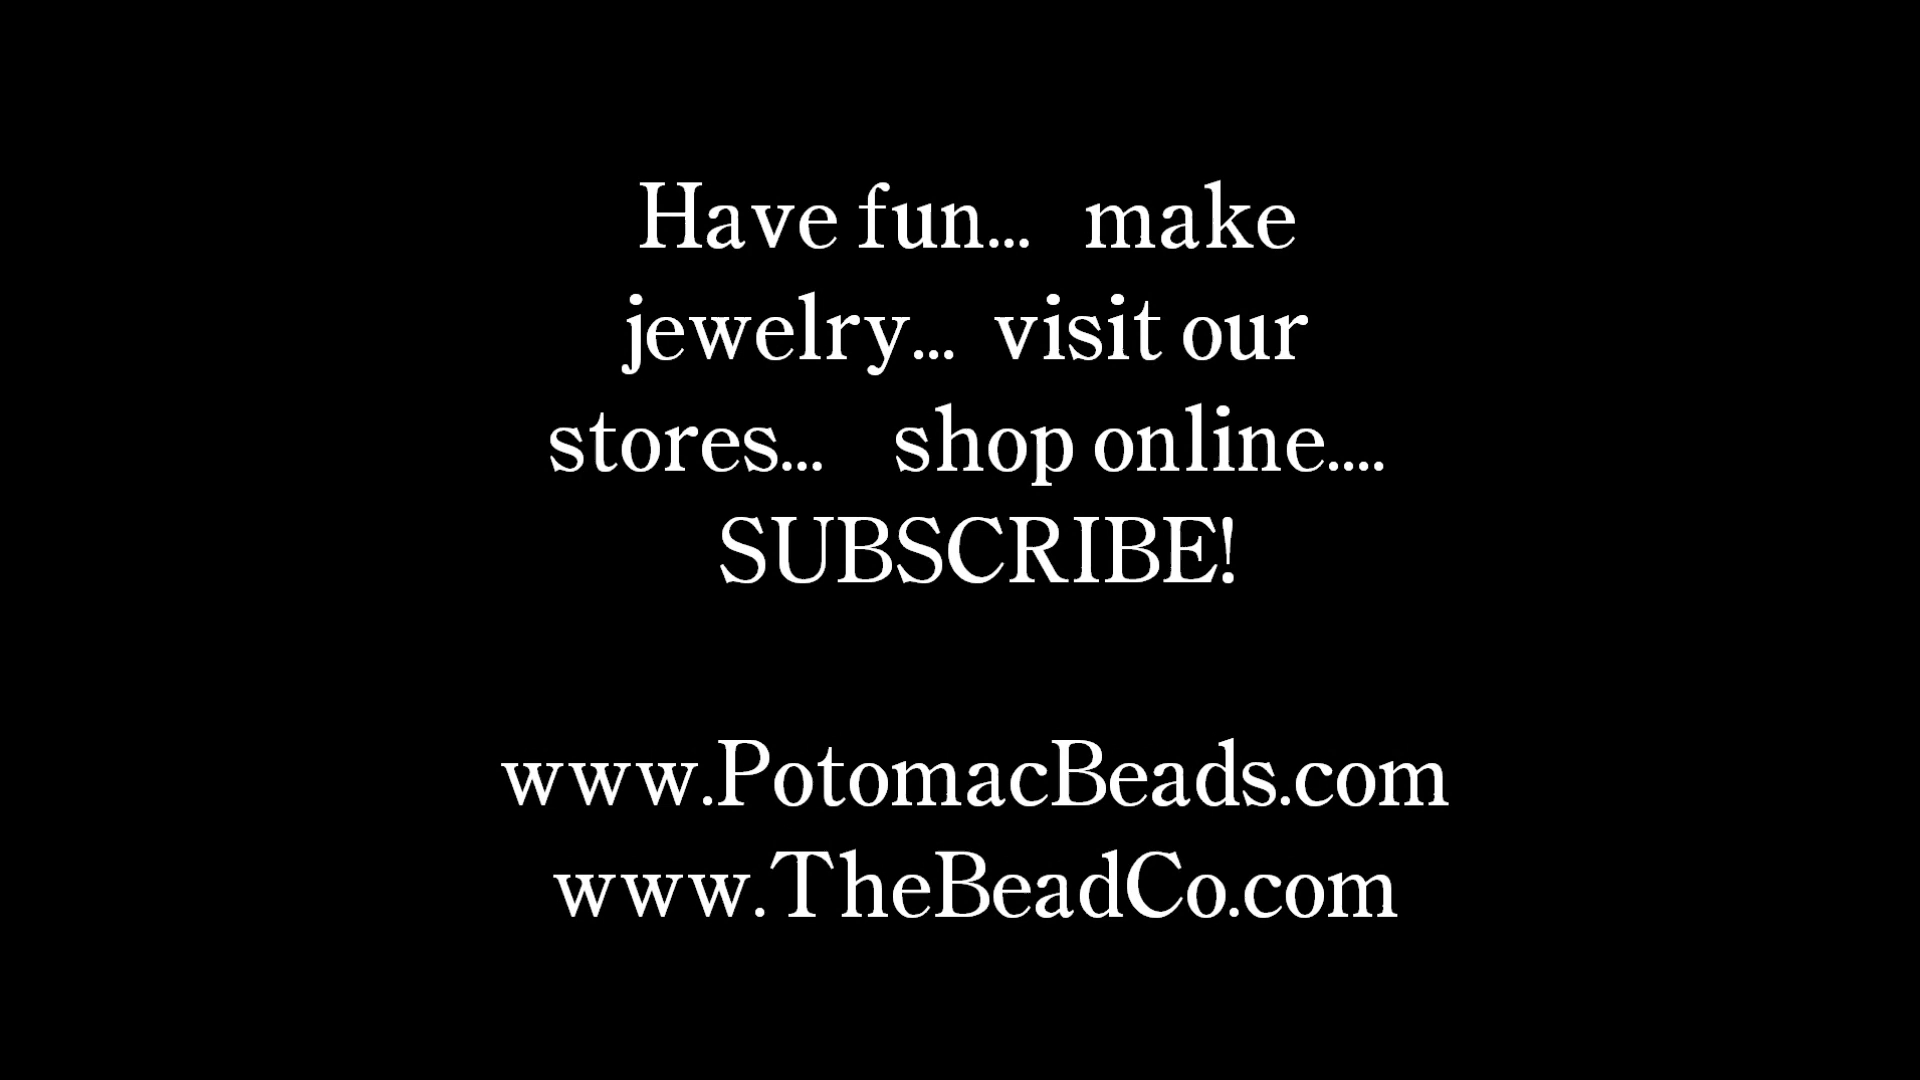 Have fun...   make
jewelry...  visit our
stores...    shop online....
SUBSCRIBE!
www.PotomacBeads.com
www.TheBeadCo.com